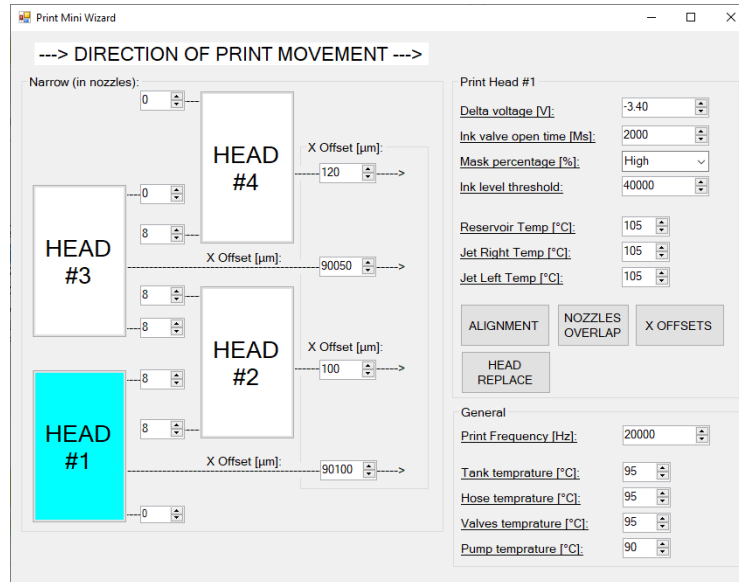 Print Mini Wizard
---> DIRECTION OF PRINT MOVEMENT --->
Narrow (in nozzles):
0
HEAD
#4
X Offset [µm]:
120
0
8
HEAD
#3
X Offset [µm]:
90050
8
8
HEAD
#2
X Offset [µm]:
100
8
8
HEAD
#1
X Offset [µm]:
90100
0
Print Head #1
Delta voltage [V]: -3.40
Ink valve open time [Ms]: 2000
Mask percentage [%]: High
Ink level threshold: 40000
Reservoir Temp [°C]: 105
Jet Right Temp [°C]: 105
Jet Left Temp [°C]: 105
ALIGNMENT
NOZZLES
OVERLAP
X OFFSETS
HEAD
REPLACE
General
Print Frequency [Hz]: 20000
Tank temprature [°C]: 95
Hose temprature [°C]: 95
Valves temprature [°C]: 95
Pump temprature [°C]: 90